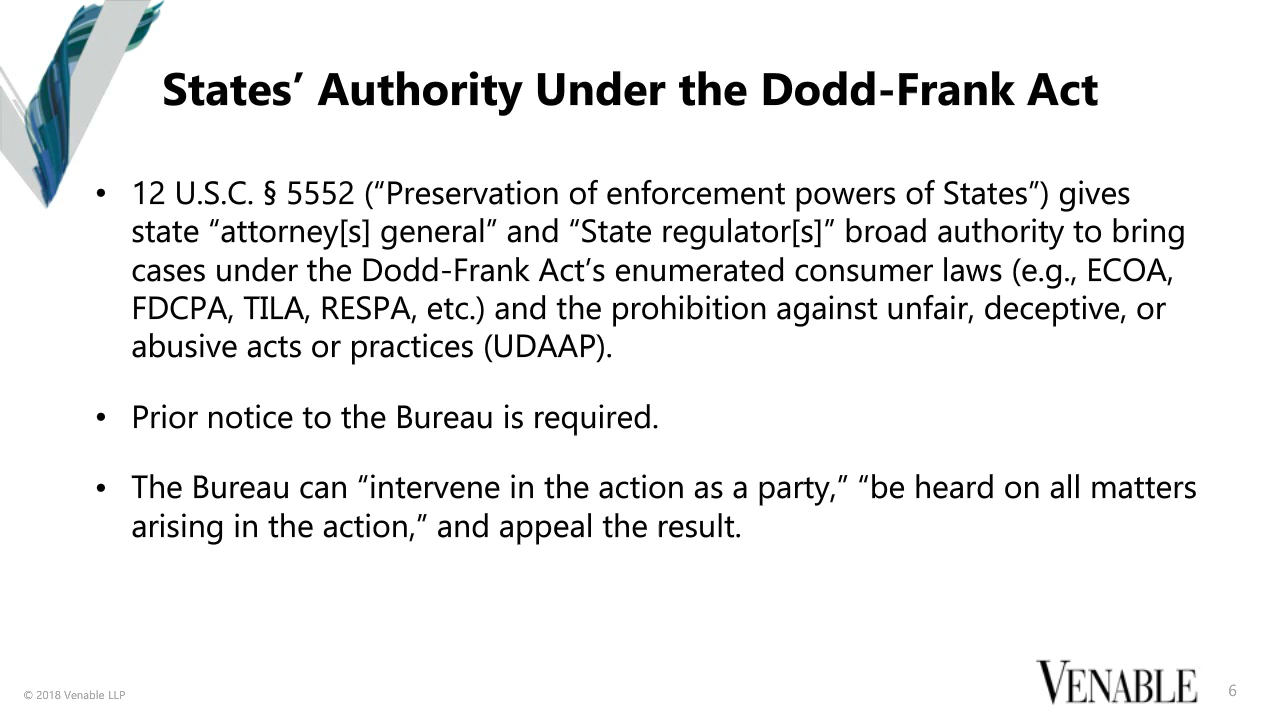 States’ Authority Under the Dodd-Frank Act
• 12 U.S.C. § 5552 (“Preservation of enforcement powers of States”) gives
state “attorney[s] general” and “State regulator[s]” broad authority to bring
cases under the Dodd-Frank Act’s enumerated consumer laws (e.g., ECOA,
FDCPA, TILA, RESPA, etc.) and the prohibition against unfair, deceptive, or
abusive acts or practices (UDAAP).
• Prior notice to the Bureau is required.
• The Bureau can “intervene in the action as a party,” “be heard on all matters
arising in the action,” and appeal the result.
© 2018 Venable LLP
VENABLE
6